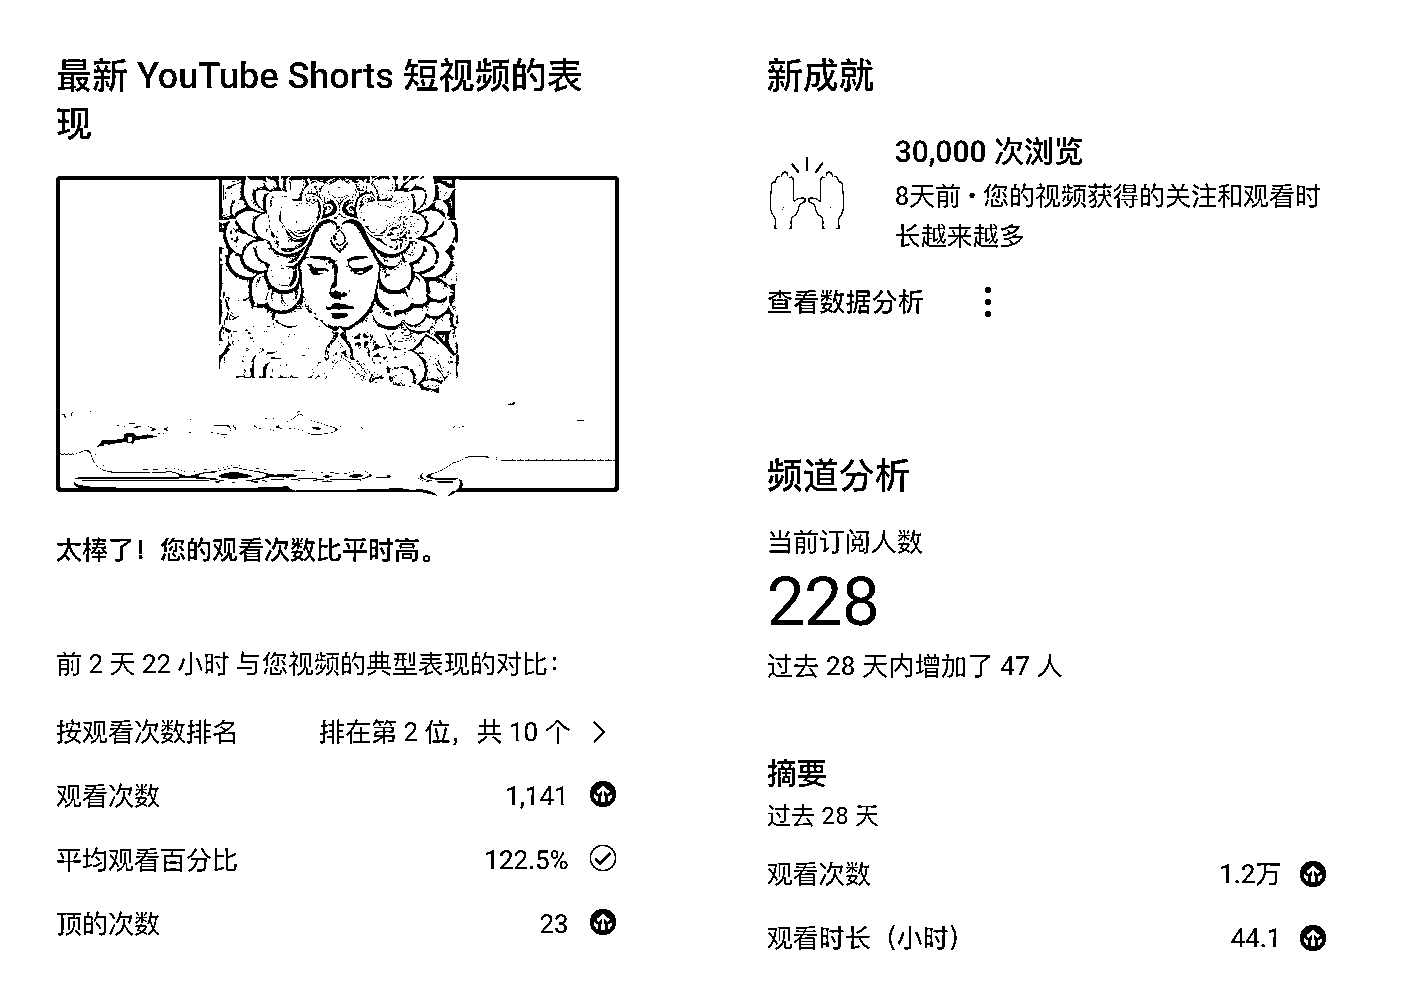 最新 YouTube Shorts 短视频的表
现
太棒了！您的观看次数比平时高。
前 2 天 22 小时 与您视频的典型表现的对比：
按观看次数排名 排在第 2 位，共 10 个
观看次数 1,141
平均观看百分比 122.5%
顶的次数 23
新成就
30,000 次浏览
8天前 · 您的视频获得的关注和观看时
长越来越多
查看数据分析
频道分析
当前订阅人数
228
过去 28 天内增加了 47 人
摘要
过去 28 天
观看次数 1.2万
观看时长（小时） 44.1